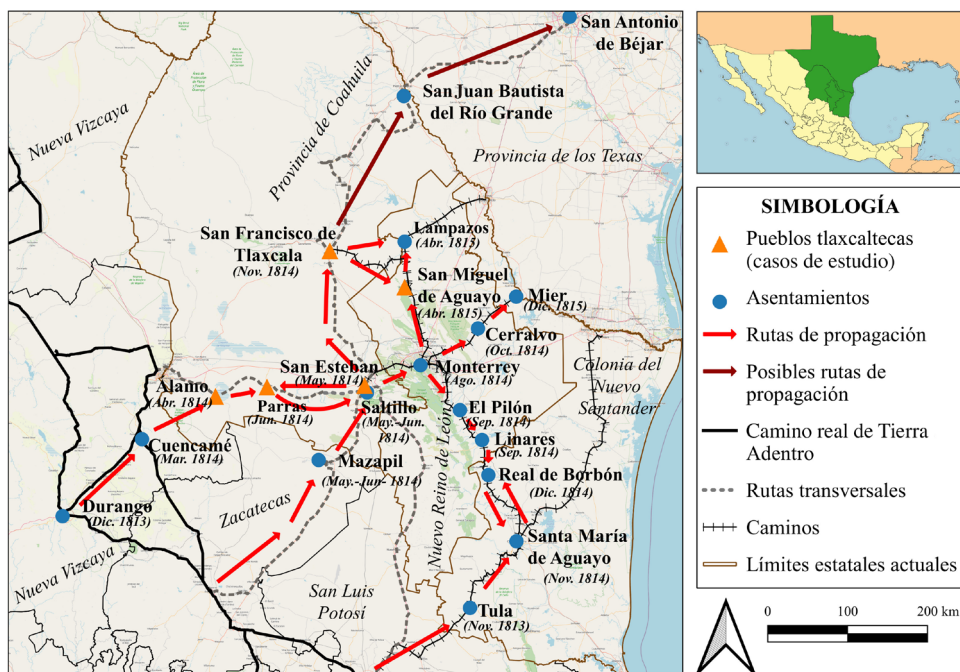 San Antonio
de Béjar
Provincia de Coahuila
Nueva Vizcaya
San Juan Bautista
del Río Grande
Provincia de los Texas
San Francisco de
Tlaxcala
(Nov. 1814)
Lampazos
(Abr. 1813)
San Miguel
de Aguayo
(Abr. 1815)
Mier
(Dic. 1815)
Cerralvo
(Oct. 1814)
San Esteban
(May. 1814)
Monterrey
(Ago. 1814)
Colonia del
Nuevo
Santander
Álamo
(Abr. 1814)
Parras
(Jun. 1814)
Saltillo
(May.-Jun.
1814)
El Pilón
(Sep. 1814)
Cuencamé
(Mar. 1814)
Linares
(Sep. 1814)
Mazapil
(May.-Jun- 1814)
Real de Borbón
(Dic. 1814)
Nuevo Reino de Leon
Zacatecas
Durango
(Dic. 1813)
Santa María
de Aguayo
(Nov. 1814)
Nueva Vizcaya
San Luis
Potosí
Tula
(Nov. 1813)
SIMBOLOGÍA
Pueblos tlaxcaltecas
(casos de estudio)
Asentamientos
Rutas de propagación
Posibles rutas de
propagación
Camino real de Tierra
Adentro
Rutas transversales
Caminos
Límites estatales actuales
0 100 200 km